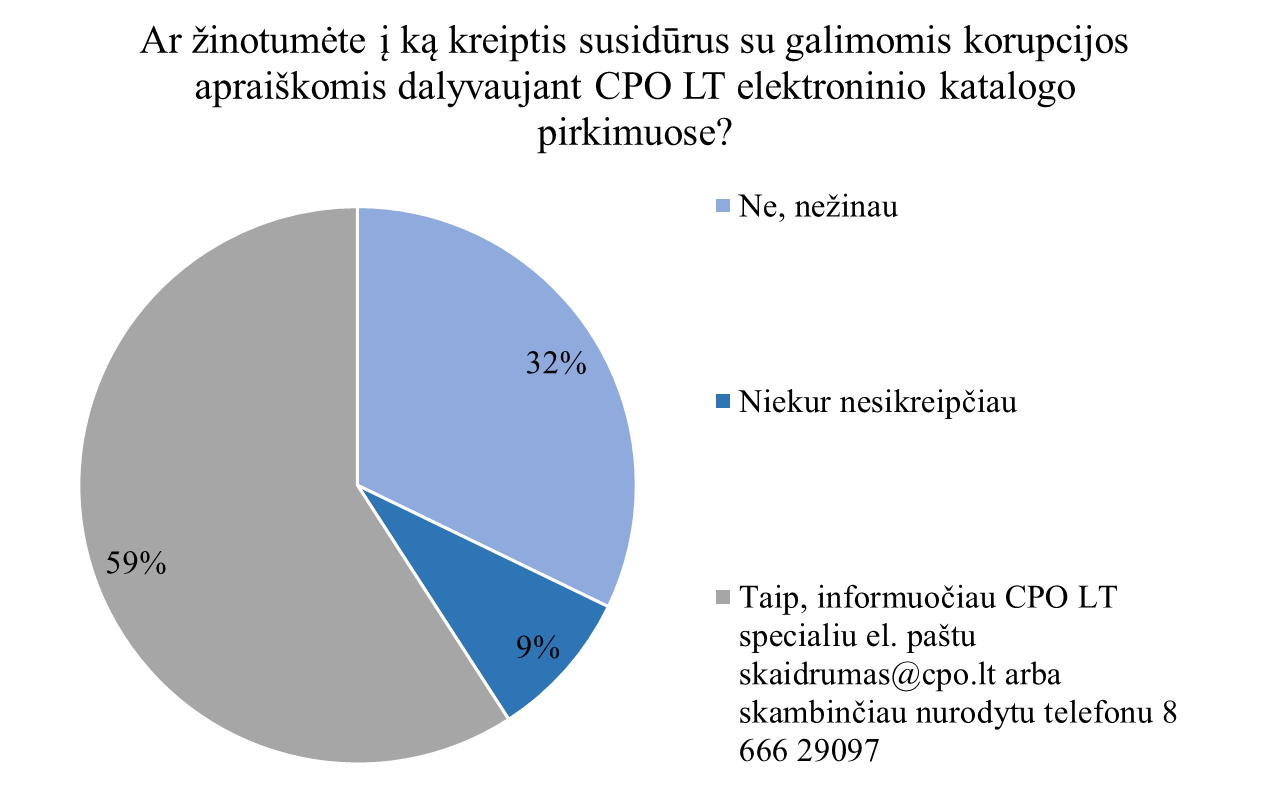 Ar žinotumėte į ką kreiptis susidūrus su galimomis korupcijos
apraiškomis dalyvaujant CPO LT elektroninio katalogo
pirkimuose?
Ne, nežinau
32%
Niekur nesikreipčiau
59%
9%
Taip, informuočiau CPO LT
specialiu el. paštu
skaidrumas@cpo.lt arba
skambinčiau nurodytu telefonu 8
666 29097